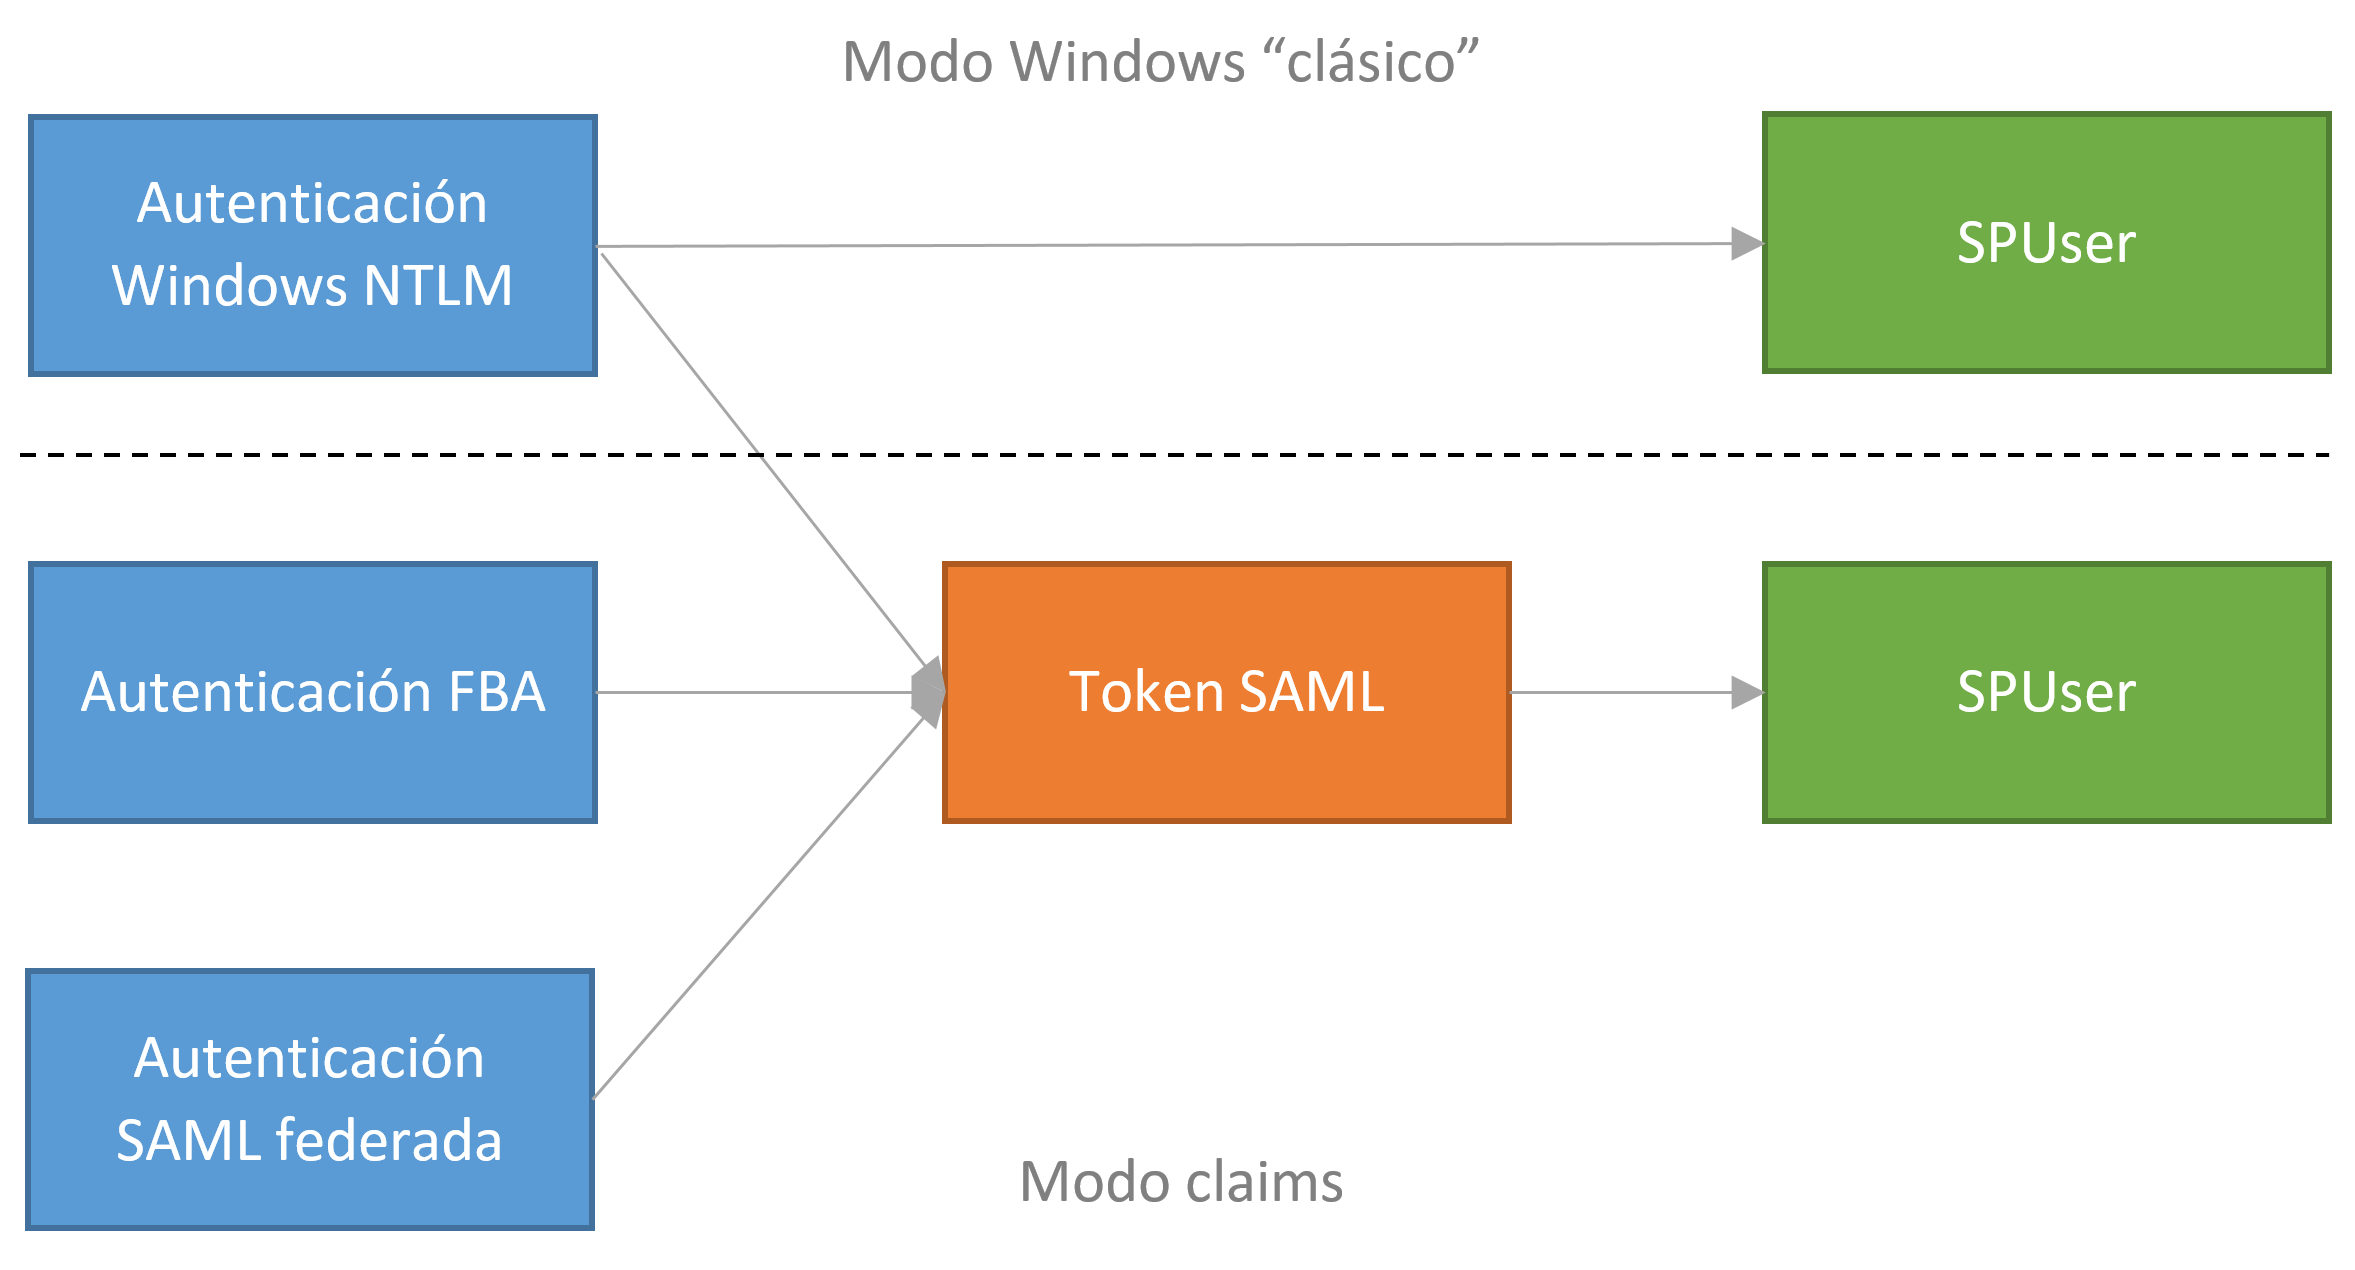 Modo Windows “clásico”
Autenticación
Windows NTLM
SPUser
Autenticación FBA
Token SAML
SPUser
Autenticación
SAML federada
Modo claims